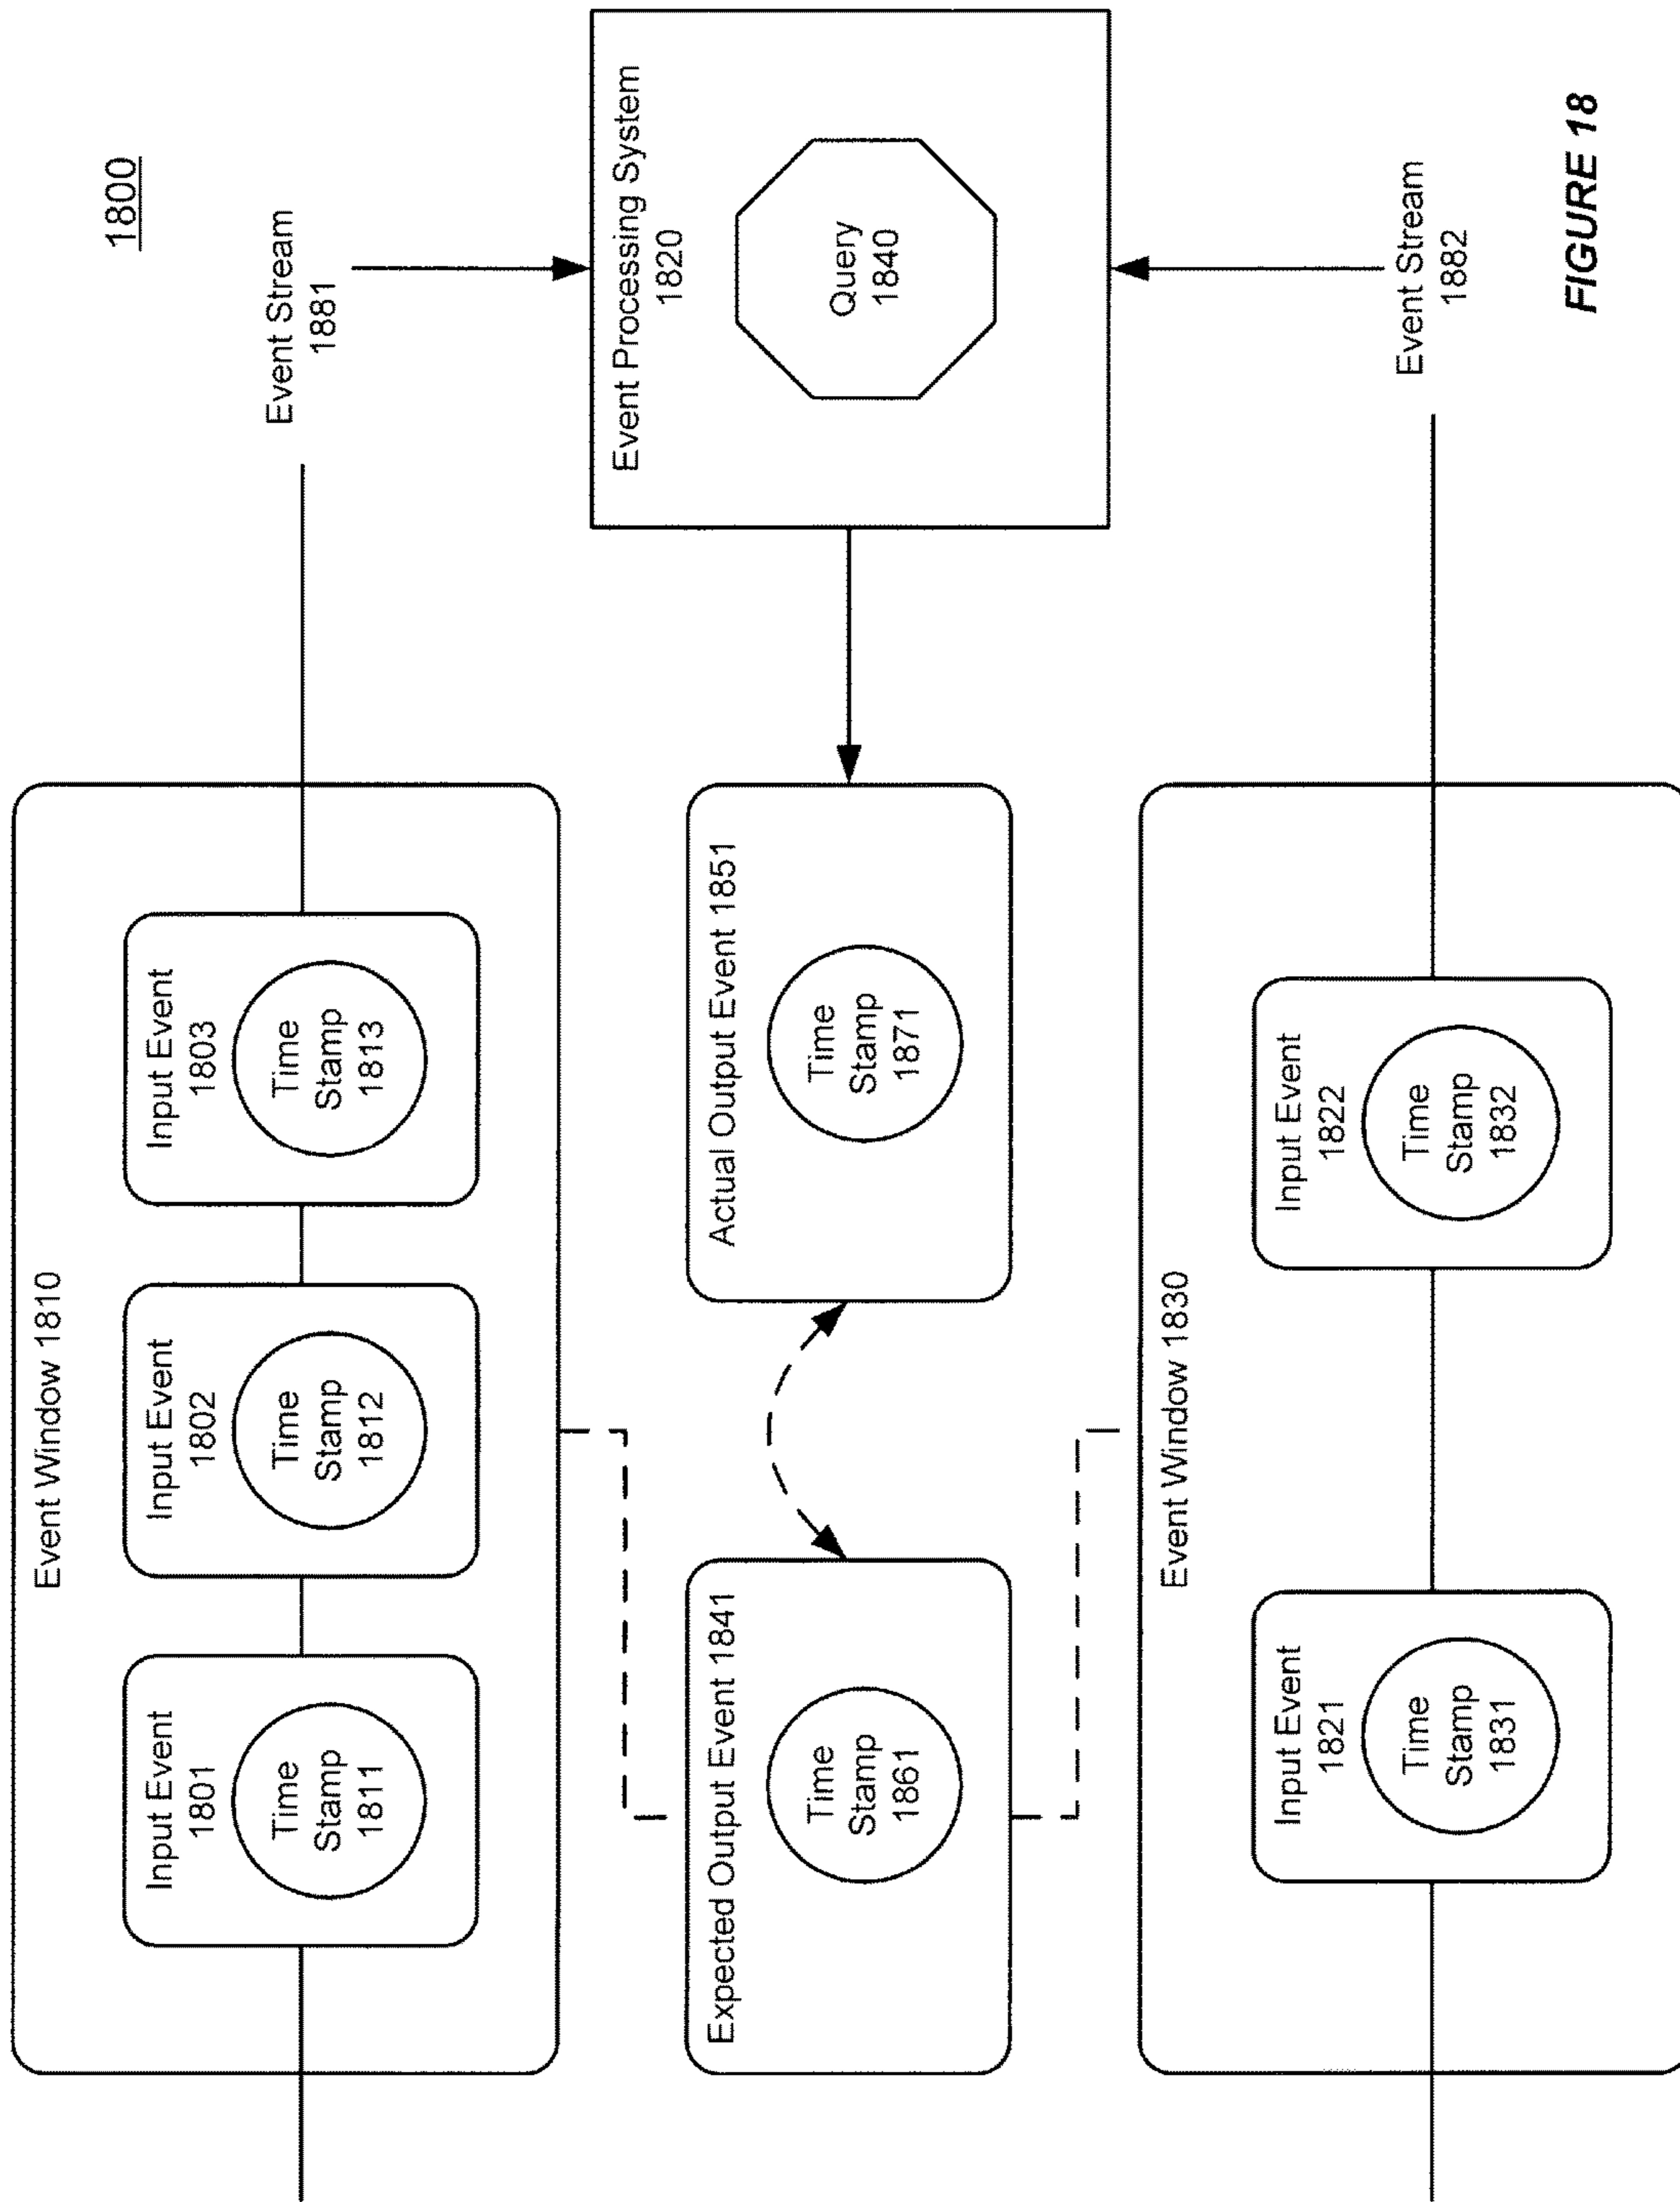 1800
Event Window 1810
Input Event
1801
Time
Stamp
1811
Input Event
1802
Time
Stamp
1812
Input Event
1803
Time
Stamp
1813
Event Stream
1881
Expected Output Event 1841
Time
Stamp
1861
Actual Output Event 1851
Time
Stamp
1871
Event Processing System
1820
Query
1840
Event Window 1830
Input Event
1821
Time
Stamp
1831
Input Event
1822
Time
Stamp
1832
Event Stream
1882
FIGURE 18